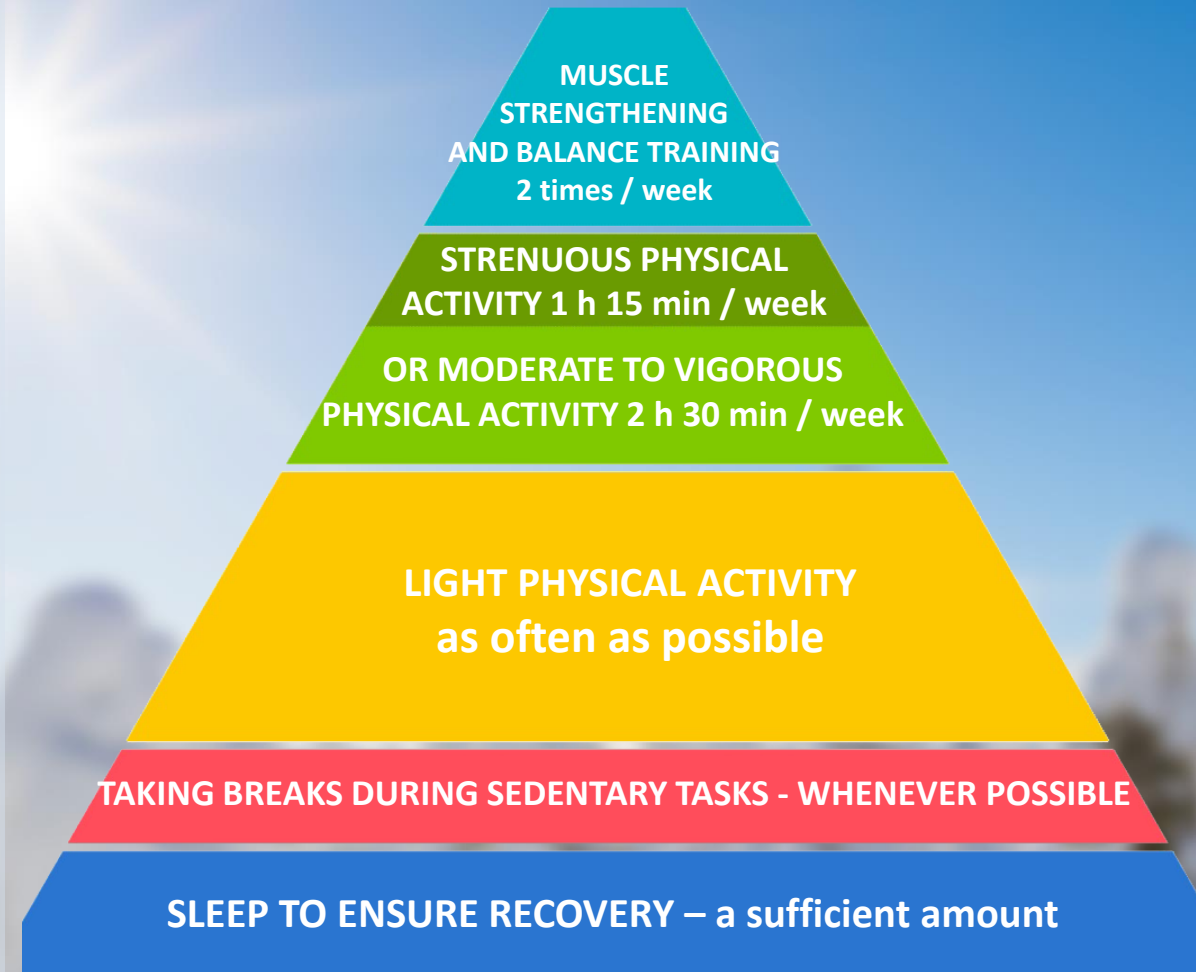 MUSCLE
STRENGTHENING
AND BALANCE TRAINING
2 times / week
STRENUOUS PHYSICAL
ACTIVITY 1 h 15 min / week
OR MODERATE TO VIGOROUS
PHYSICAL ACTIVITY 2 h 30 min / week
LIGHT PHYSICAL ACTIVITY
as often as possible
TAKING BREAKS DURING SEDENTARY TASKS - WHENEVER POSSIBLE
SLEEP TO ENSURE RECOVERY – a sufficient amount